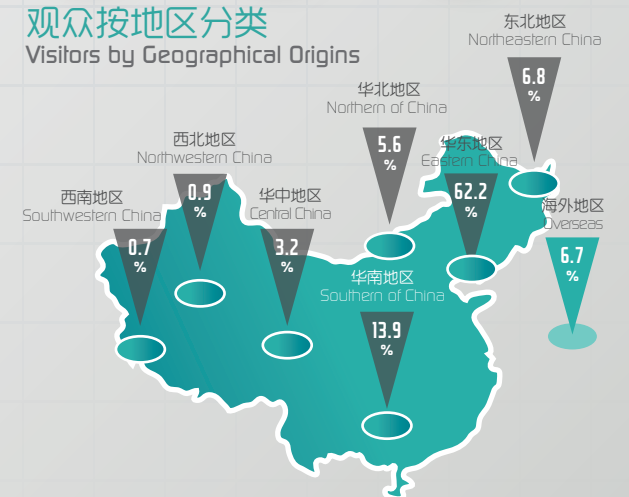 观众按地区分类
Visitors by Geographical Origins
东北地区
Northeastern China
6.8
%
华北地区
Northern of China
5.6
%
华东地区
Eastern China
62.2
%
西北地区
Northwestern China
0.9
%
西南地区
Southwestern China
0.7
%
华中地区
Central China
3.2
%
海外地区
Overseas
6.7
%
华南地区
Southern of China
13.9
%